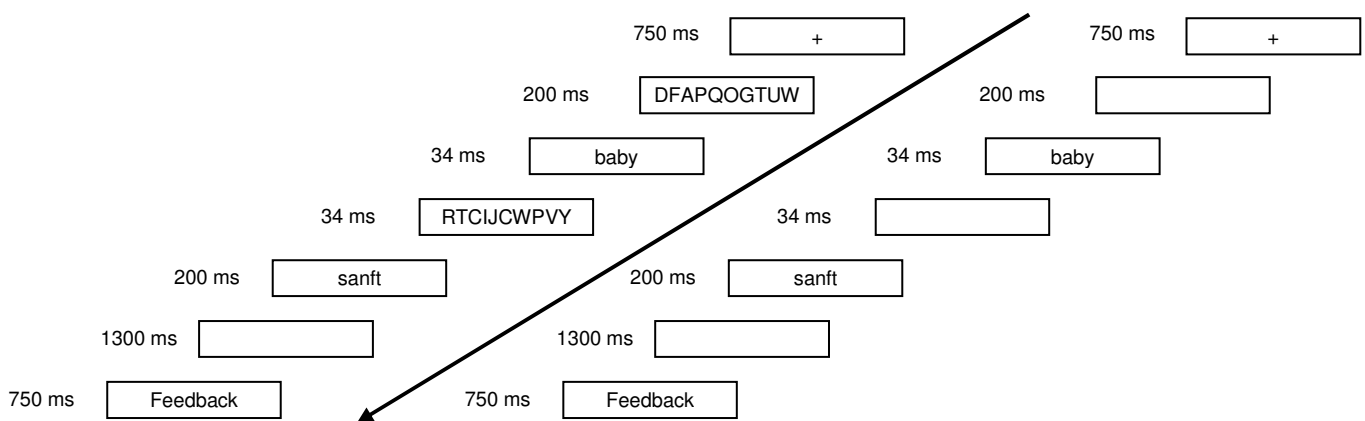 750 ms + 750 ms +
200 ms DFAPQOGTUW 200 ms
34 ms baby 34 ms baby
34 ms RTCIJCWPVY 34 ms
200 ms sanft 200 ms sanft
1300 ms 1300 ms
750 ms Feedback 750 ms Feedback